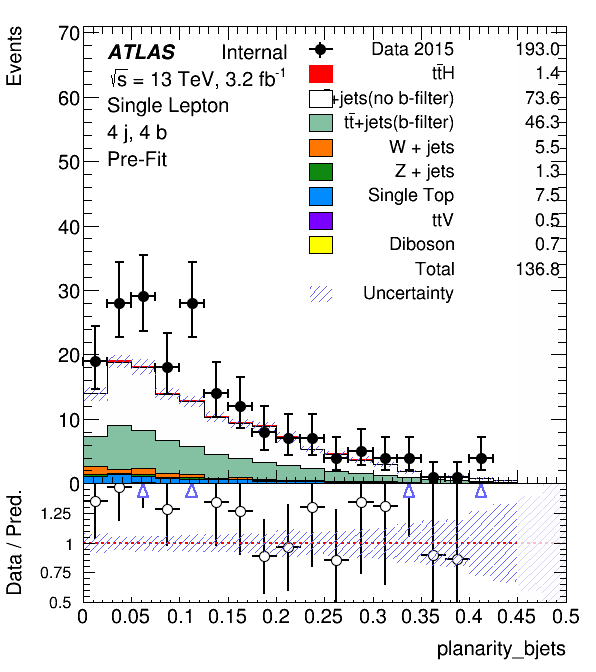 Events
70
60
50
40
30
20
10
0
ATLAS Internal
√s = 13 TeV, 3.2 fb⁻¹
Single Lepton
4 j, 4 b
Pre-Fit
Data 2015 193.0
tt̄H 1.4
+jets(no b-filter) 73.6
tt̄+jets(b-filter) 46.3
W + jets 5.5
Z + jets 1.3
Single Top 7.5
ttV 0.5
Diboson 0.7
Total 136.8
Uncertainty
Data / Pred.
1.25
1
0.75
0.5
0 0.05 0.1 0.15 0.2 0.25 0.3 0.35 0.4 0.45 0.5
planarity_bjets